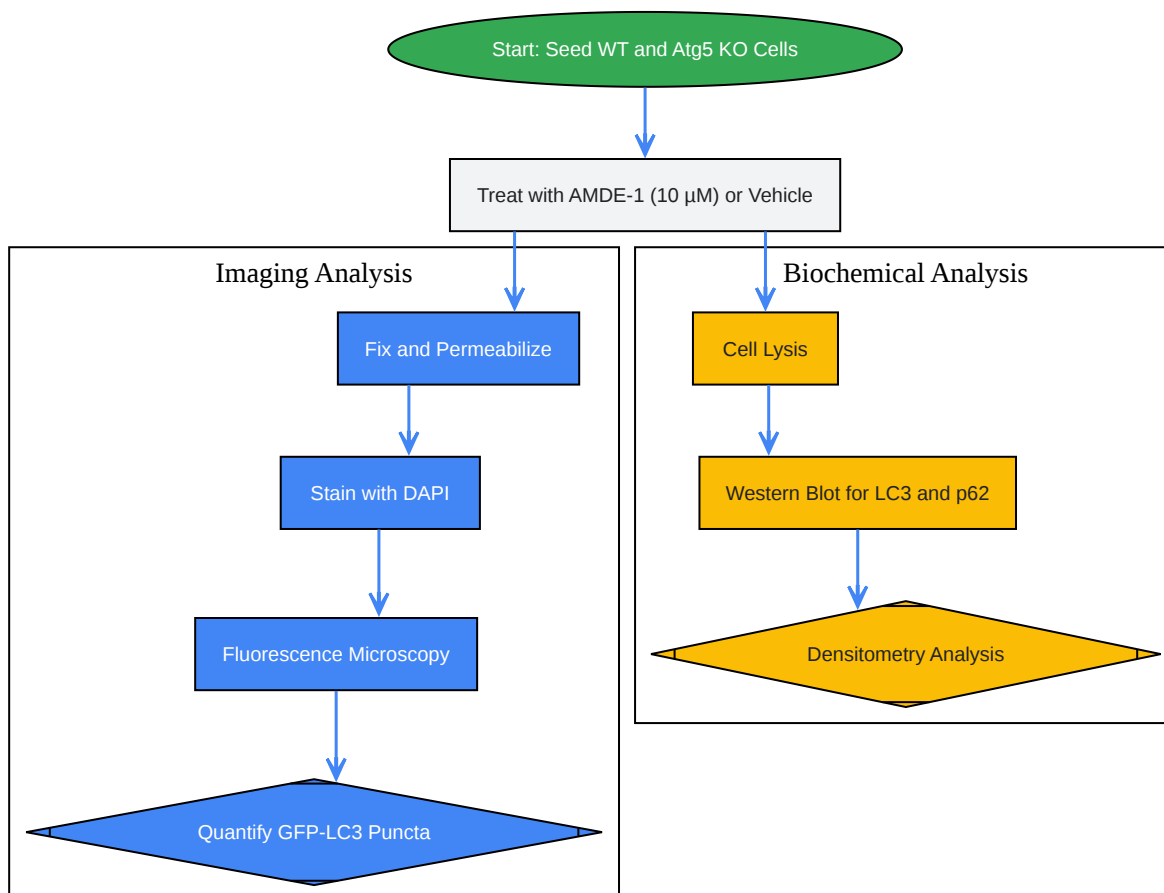 Start: Seed WT and Atg5 KO Cells
Treat with AMDE-1 (10 µM) or Vehicle
Imaging Analysis
Fix and Permeabilize
Stain with DAPI
Fluorescence Microscopy
Quantify GFP-LC3 Puncta
Biochemical Analysis
Cell Lysis
Western Blot for LC3 and p62
Densitometry Analysis